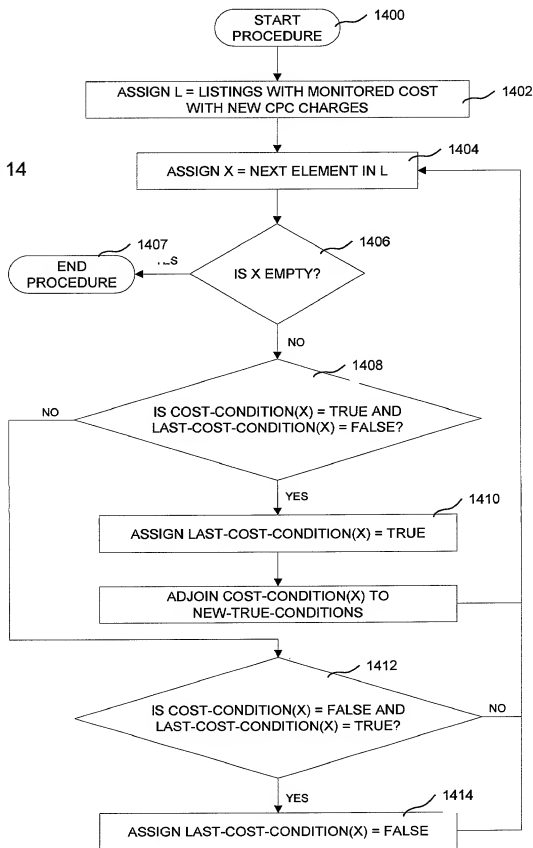 START
PROCEDURE
1400
ASSIGN L = LISTINGS WITH MONITORED COST
WITH NEW CPC CHARGES
1402
14
ASSIGN X = NEXT ELEMENT IN L
1404
1407
END
PROCEDURE
IS X EMPTY?
1406
NO
1408
NO
IS COST-CONDITION(X) = TRUE AND
LAST-COST-CONDITION(X) = FALSE?
YES
1410
ASSIGN LAST-COST-CONDITION(X) = TRUE
ADJOIN COST-CONDITION(X) TO
NEW-TRUE-CONDITIONS
1412
IS COST-CONDITION(X) = FALSE AND
LAST-COST-CONDITION(X) = TRUE?
NO
YES
1414
ASSIGN LAST-COST-CONDITION(X) = FALSE